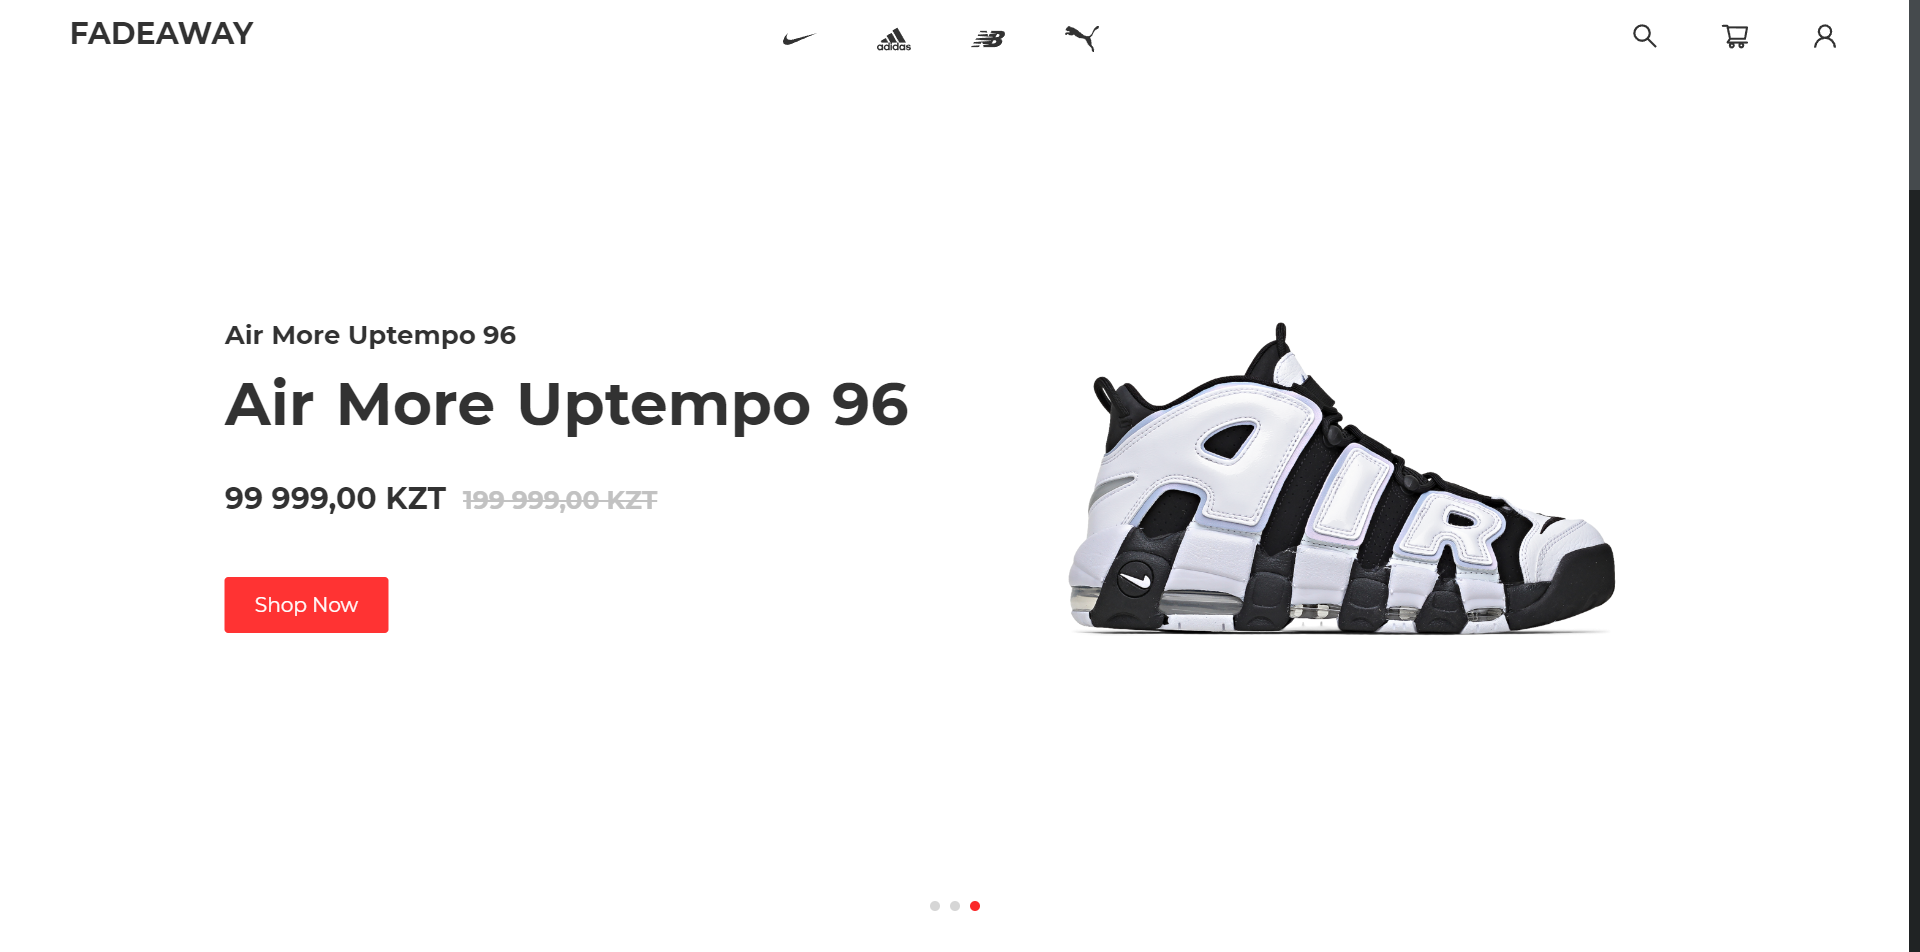 FADEAWAY
adidas
Air More Uptempo 96
Air More Uptempo 96
99 999,00 KZT 199 999,00 KZT
Shop Now
AIR